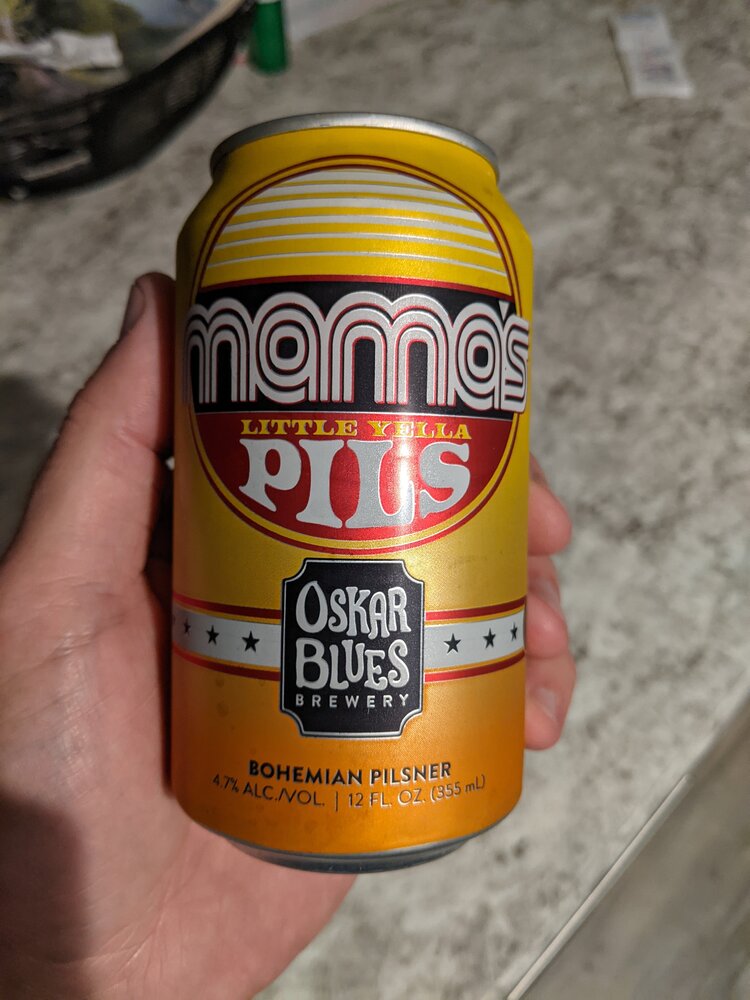 mama's
LITTLE YELLA
PILS
OSKAR
BLUES
BREWERY
BOHEMIAN PILSNER
4.7% ALC./VOL. | 12 FL. OZ. (355 mL)